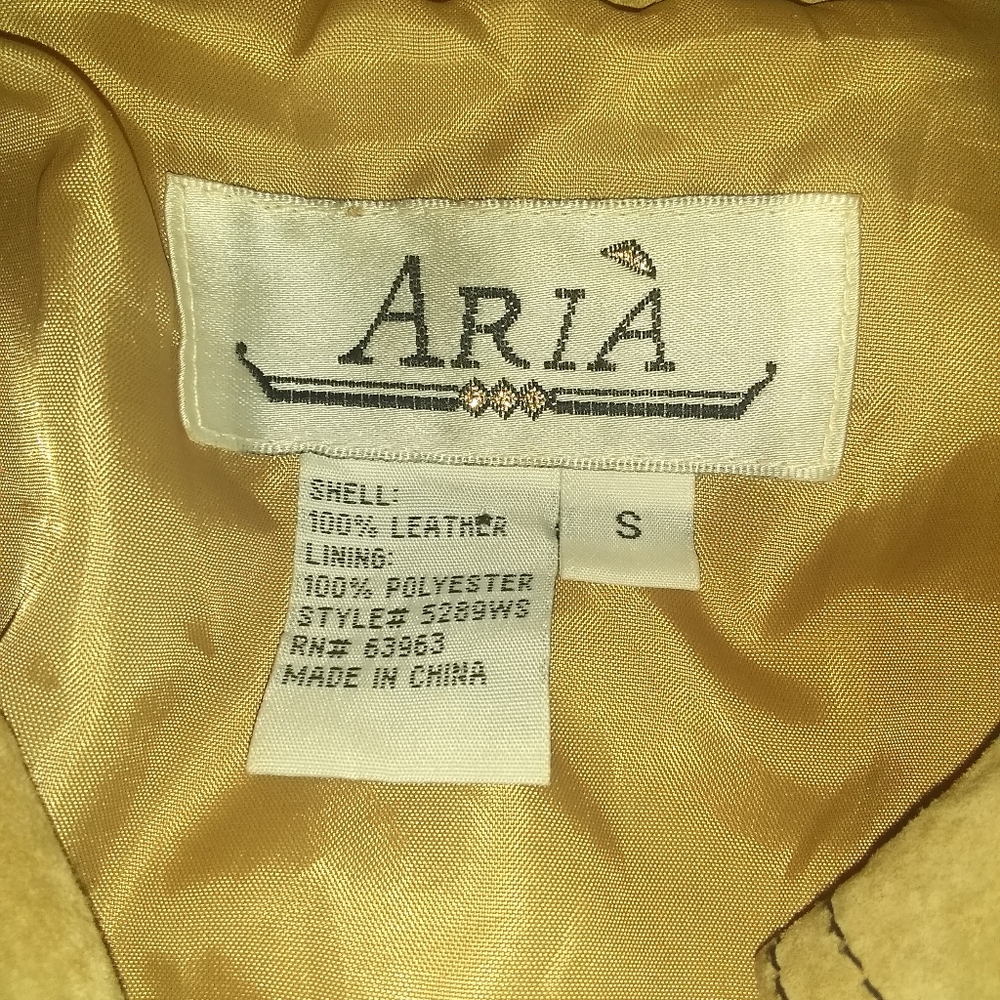 ARIÀ
SHELL:
100% LEATHER
LINING:
100% POLYESTER
STYLE# 5289WS
RN# 63963
MADE IN CHINA
S